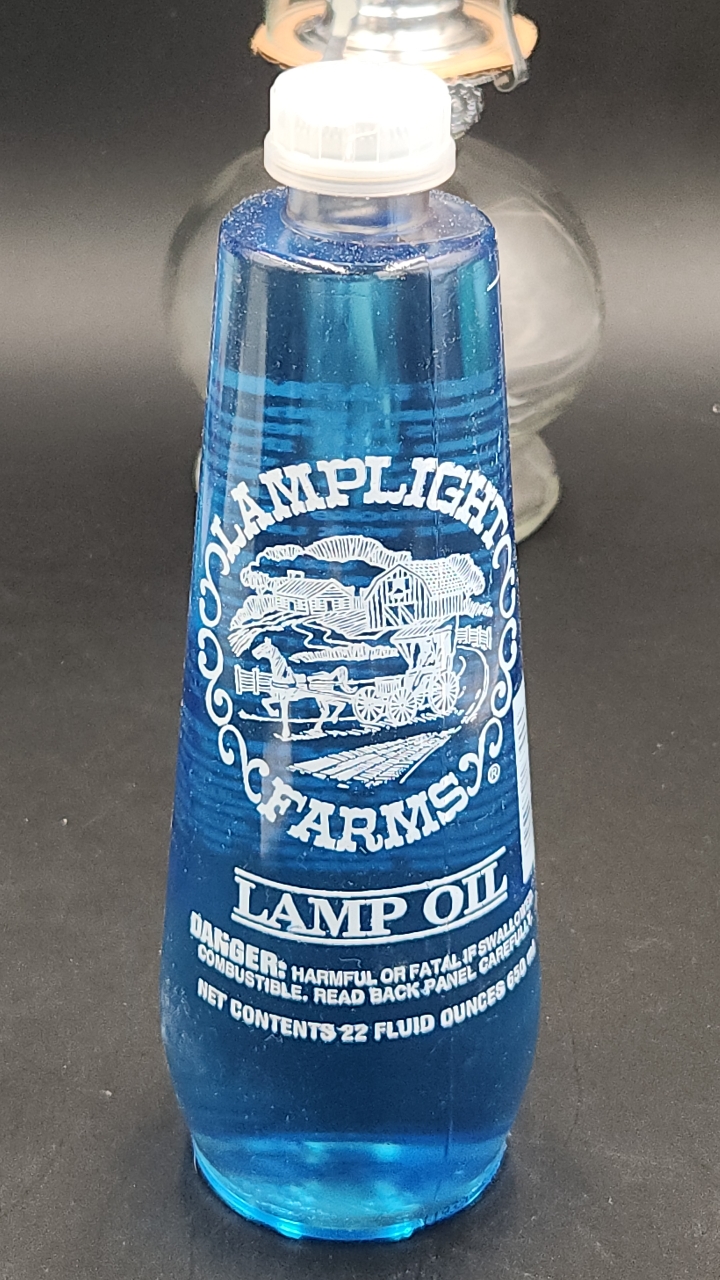 LAMPLIGHT
FARMS
®
LAMP OIL
DANGER: HARMFUL OR FATAL IF SWALLOWED
COMBUSTIBLE. READ BACK PANEL CAREFULLY.
NET CONTENTS 22 FLUID OUNCES 650